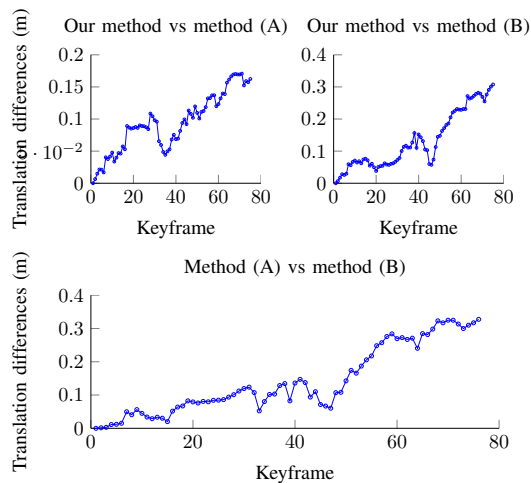 Our method vs method (A)
Our method vs method (B)
Translation differences (m)
0.2
0.15
0.1
· 10⁻²
0
0 20 40 60 80
Keyframe
0.4
0.3
0.2
0.1
0
0 20 40 60 80
Keyframe
Method (A) vs method (B)
Translation differences (m)
0.4
0.3
0.2
0.1
0
0 20 40 60 80
Keyframe